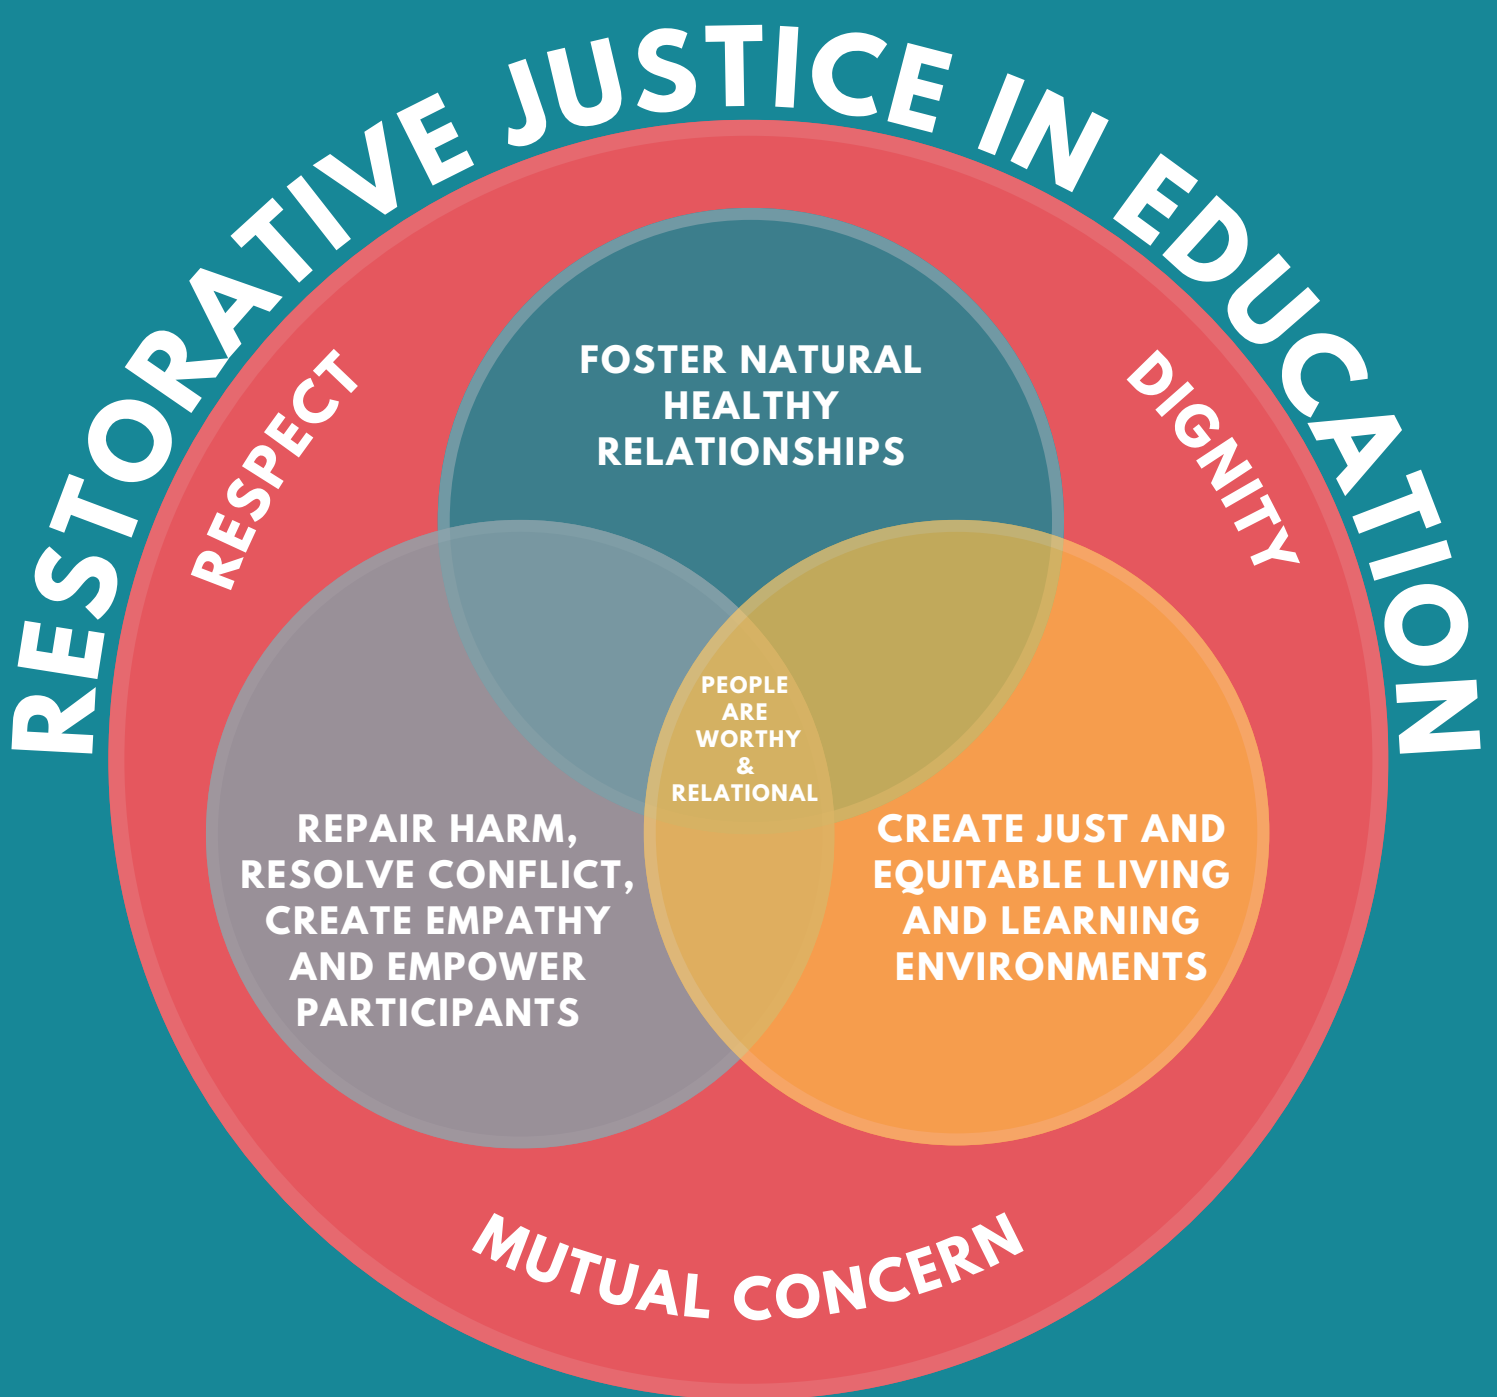 RESTORATIVE JUSTICE IN EDUCATION
RESPECT
DIGNITY
FOSTER NATURAL
HEALTHY
RELATIONSHIPS
PEOPLE
ARE
WORTHY
&
RELATIONAL
REPAIR HARM,
RESOLVE CONFLICT,
CREATE EMPATHY
AND EMPOWER
PARTICIPANTS
CREATE JUST AND
EQUITABLE LIVING
AND LEARNING
ENVIRONMENTS
MUTUAL CONCERN